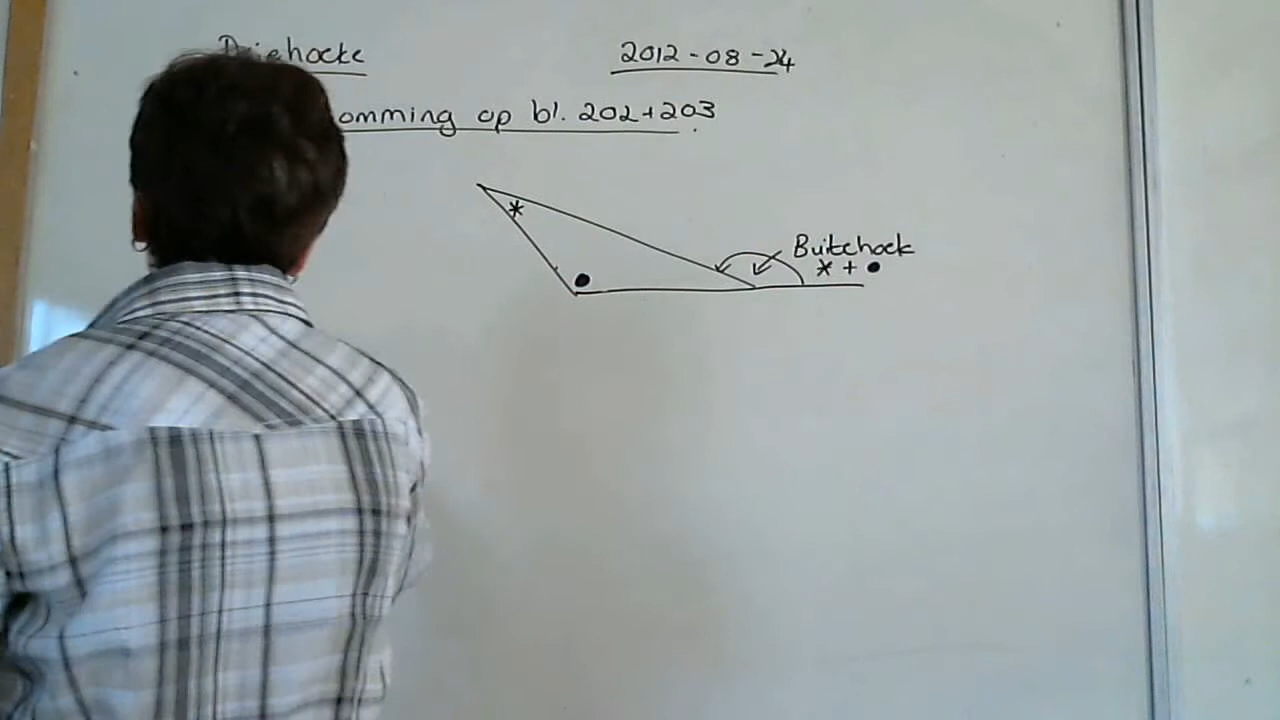 Driehoeke 2012-08-24
omming op bl. 202+203
*
Buitehoek
* + •